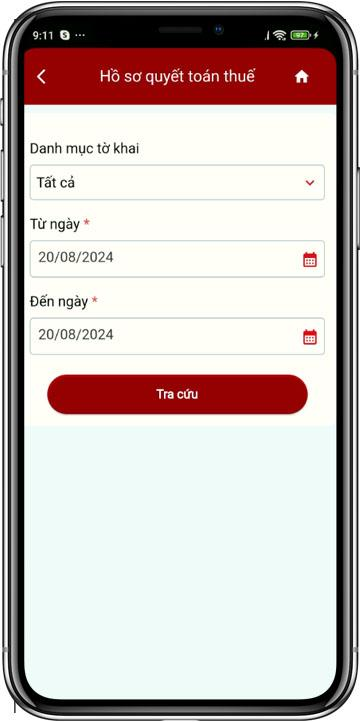 9:11
97
Hồ sơ quyết toán thuế
Danh mục tờ khai
Tất cả
Từ ngày *
20/08/2024
Đến ngày *
20/08/2024
Tra cứu